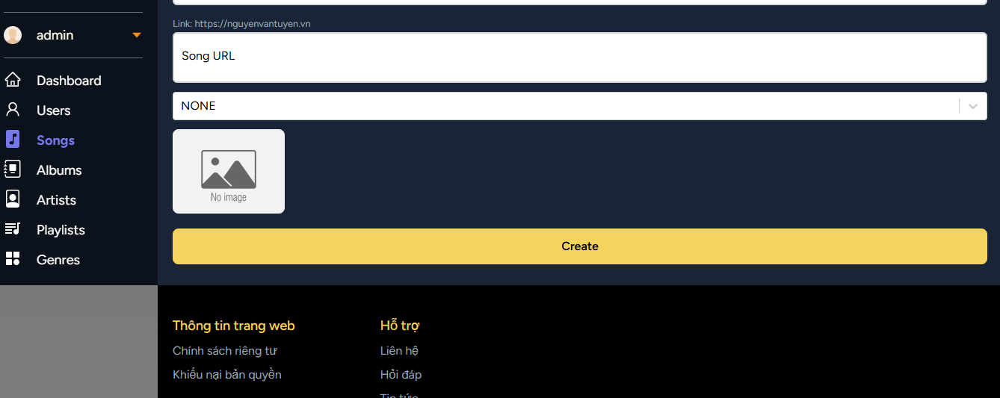 admin
Dashboard
Users
Songs
Albums
Artists
Playlists
Genres
Link: https://nguyenvantuyen.vn
Song URL
NONE
No image
Create
Thông tin trang web
Chính sách riêng tư
Khiếu nại bản quyền
Hỗ trợ
Liên hệ
Hỏi đáp
Tin tức